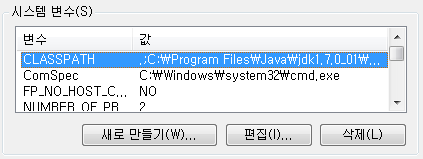 시스템 변수(S)
변수 값
CLASSPATH .;C:₩Program Files₩Java₩jdk1.7.0_01₩...
ComSpec C:₩Windows₩system32₩cmd.exe
FP_NO_HOST_C... NO
NUMBER_OF_PR... 2
새로 만들기(W)... 편집(I)... 삭제(L)